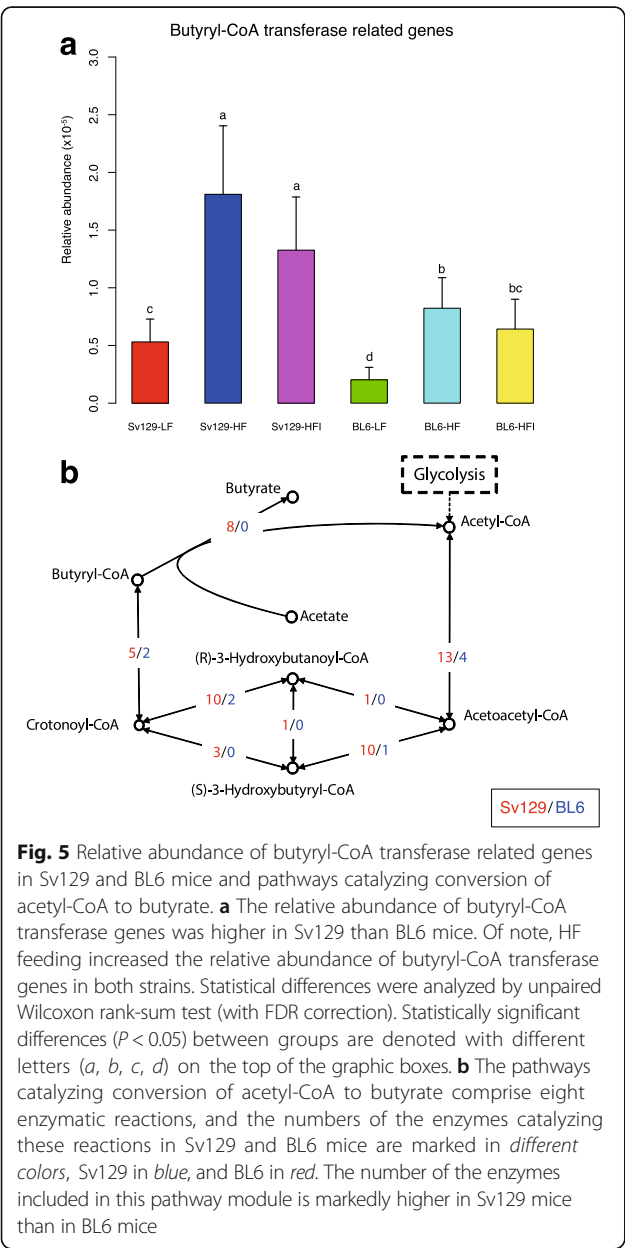 a
Butyryl-CoA transferase related genes
Relative abundance (x10⁻⁵)
3.0
2.5
2.0
1.5
1.0
0.5
0.0
c
a
a
d
b
bc
Sv129-LF
Sv129-HF
Sv129-HFI
BL6-LF
BL6-HF
BL6-HFI
b
Butyrate
Glycolysis
8/0
Acetyl-CoA
Butyryl-CoA
Acetate
5/2
(R)-3-Hydroxybutanoyl-CoA
13/4
10/2
1/0
Crotonoyl-CoA
1/0
Acetoacetyl-CoA
3/0
10/1
(S)-3-Hydroxybutyryl-CoA
Sv129/BL6
Fig. 5 Relative abundance of butyryl-CoA transferase related genes
in Sv129 and BL6 mice and pathways catalyzing conversion of
acetyl-CoA to butyrate. a The relative abundance of butyryl-CoA
transferase genes was higher in Sv129 than BL6 mice. Of note, HF
feeding increased the relative abundance of butyryl-CoA transferase
genes in both strains. Statistical differences were analyzed by unpaired
Wilcoxon rank-sum test (with FDR correction). Statistically significant
differences (P < 0.05) between groups are denoted with different
letters (a, b, c, d) on the top of the graphic boxes. b The pathways
catalyzing conversion of acetyl-CoA to butyrate comprise eight
enzymatic reactions, and the numbers of the enzymes catalyzing
these reactions in Sv129 and BL6 mice are marked in different
colors, Sv129 in blue, and BL6 in red. The number of the enzymes
included in this pathway module is markedly higher in Sv129 mice
than in BL6 mice